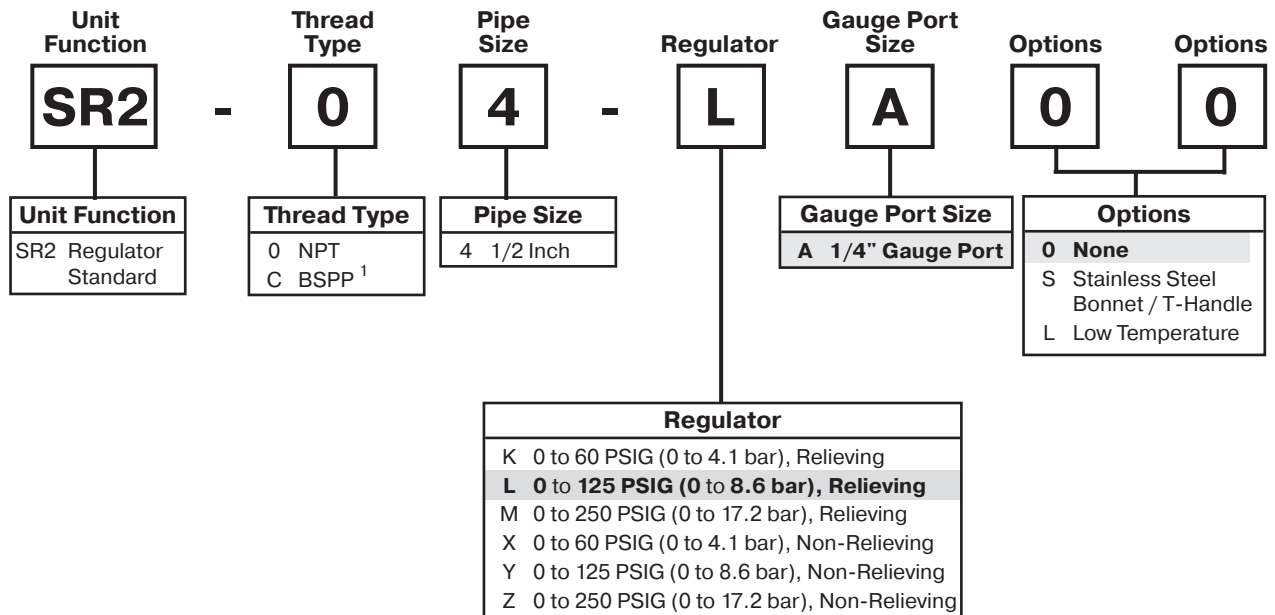 Unit
Function
Thread
Type
Pipe
Size
Regulator
Gauge Port
Size
Options
Options
SR2 - 0 4 - L A 0 0
Unit Function
SR2 Regulator
Standard
Thread Type
0 NPT
C BSPP 1
Pipe Size
4 1/2 Inch
Gauge Port Size
A 1/4" Gauge Port
Options
0 None
S Stainless Steel
Bonnet / T-Handle
L Low Temperature
Regulator
K 0 to 60 PSIG (0 to 4.1 bar), Relieving
L 0 to 125 PSIG (0 to 8.6 bar), Relieving
M 0 to 250 PSIG (0 to 17.2 bar), Relieving
X 0 to 60 PSIG (0 to 4.1 bar), Non-Relieving
Y 0 to 125 PSIG (0 to 8.6 bar), Non-Relieving
Z 0 to 250 PSIG (0 to 17.2 bar), Non-Relieving